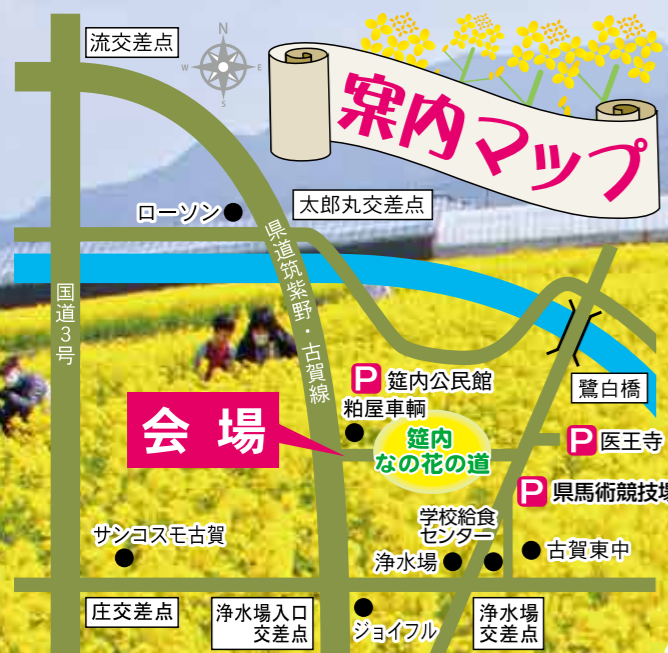 流交差点
N
W
E
S
案内マップ
ローソン
太郎丸交差点
県道筑紫野・古賀線
国道3号
P 筵内公民館
粕屋車輌
鷺白橋
会場
筵内
なの花の道
P 医王寺
P 県馬術競技場
サンコスモ古賀
学校給食
センター
浄水場
古賀東中
庄交差点
浄水場入口
交差点
ジョイフル
浄水場
交差点